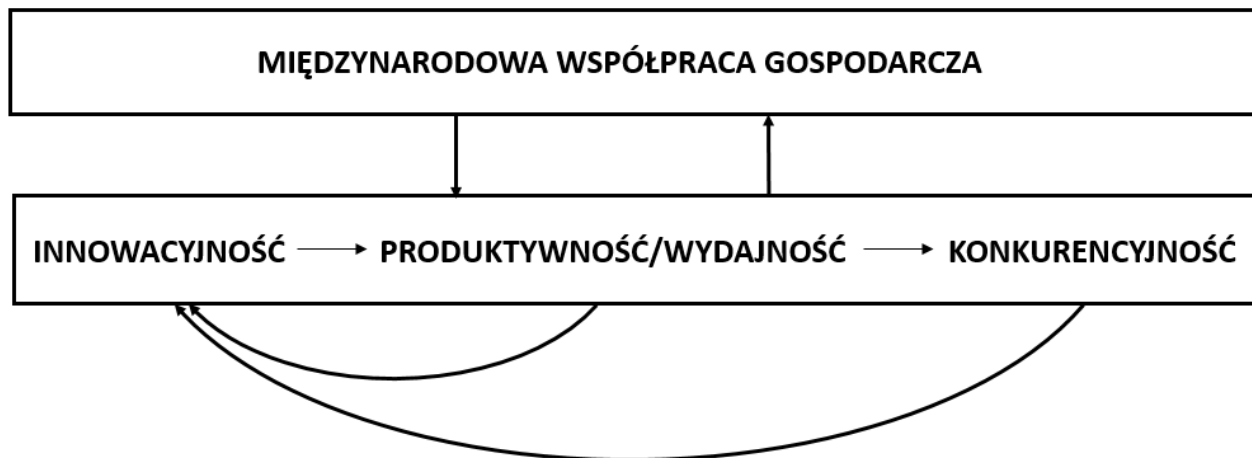 MIĘDZYNARODOWA WSPÓŁPRACA GOSPODARCZA
INNOWACYJNOŚĆ PRODUKTYWNOŚĆ/WYDAJNOŚĆ KONKURENCYJNOŚĆ